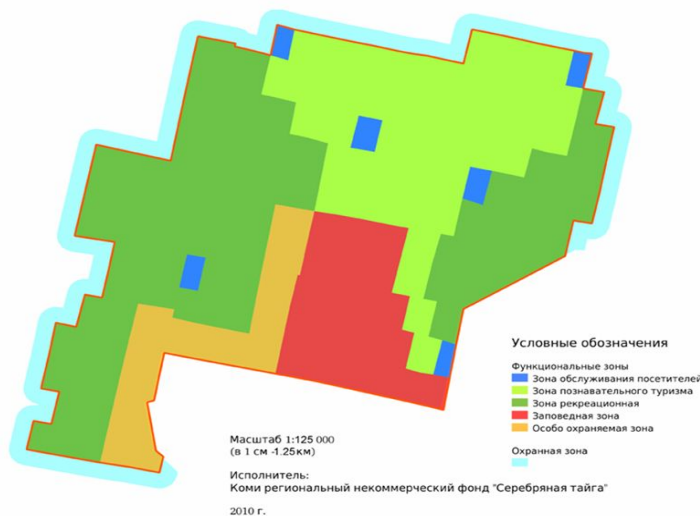 Условные обозначения
Функциональные зоны
Зона обслуживания посетителей
Зона познавательного туризма
Зона рекреационная
Заповедная зона
Особо охраняемая зона
Охранная зона
Масштаб 1:125 000
(в 1 см -1.25км)
Исполнитель:
Коми региональный некоммерческий фонд "Серебряная тайга"
2010 г.